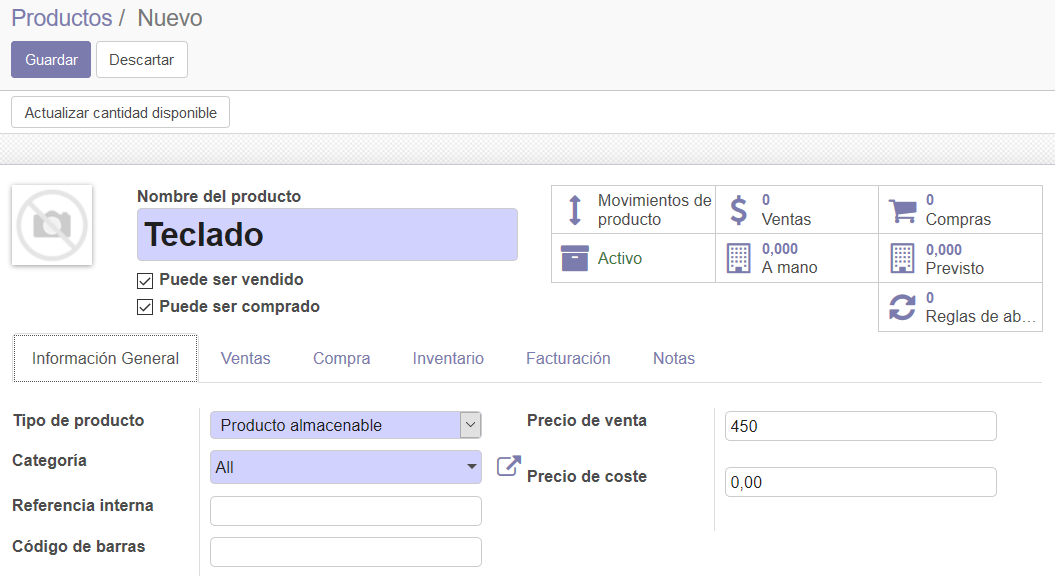 Productos / Nuevo
Guardar Descartar
Actualizar cantidad disponible
Nombre del producto
Teclado
Puede ser vendido
Puede ser comprado
Movimientos de producto
0 Ventas
0 Compras
Activo
0,000 A mano
0,000 Previsto
0 Reglas de ab...
Información General Ventas Compra Inventario Facturación Notas
Tipo de producto Producto almacenable
Categoría All
Referencia interna
Código de barras
Precio de venta 450
Precio de coste 0,00